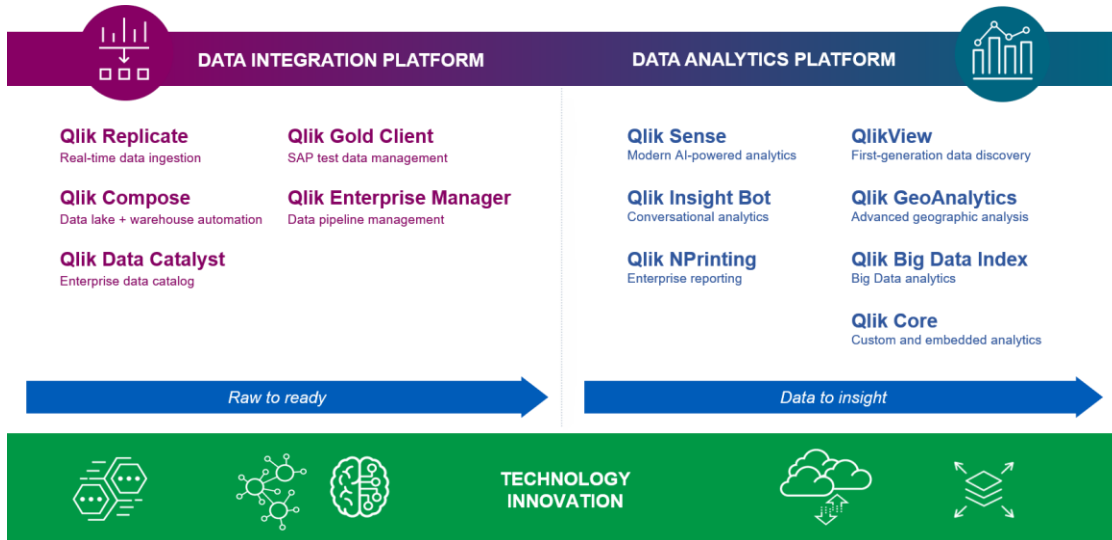 DATA INTEGRATION PLATFORM
DATA ANALYTICS PLATFORM
Qlik Replicate
Real-time data ingestion
Qlik Gold Client
SAP test data management
Qlik Compose
Data lake + warehouse automation
Qlik Enterprise Manager
Data pipeline management
Qlik Data Catalyst
Enterprise data catalog
Qlik Sense
Modern AI-powered analytics
QlikView
First-generation data discovery
Qlik Insight Bot
Conversational analytics
Qlik GeoAnalytics
Advanced geographic analysis
Qlik NPrinting
Enterprise reporting
Qlik Big Data Index
Big Data analytics
Qlik Core
Custom and embedded analytics
Raw to ready
Data to insight
TECHNOLOGY
INNOVATION